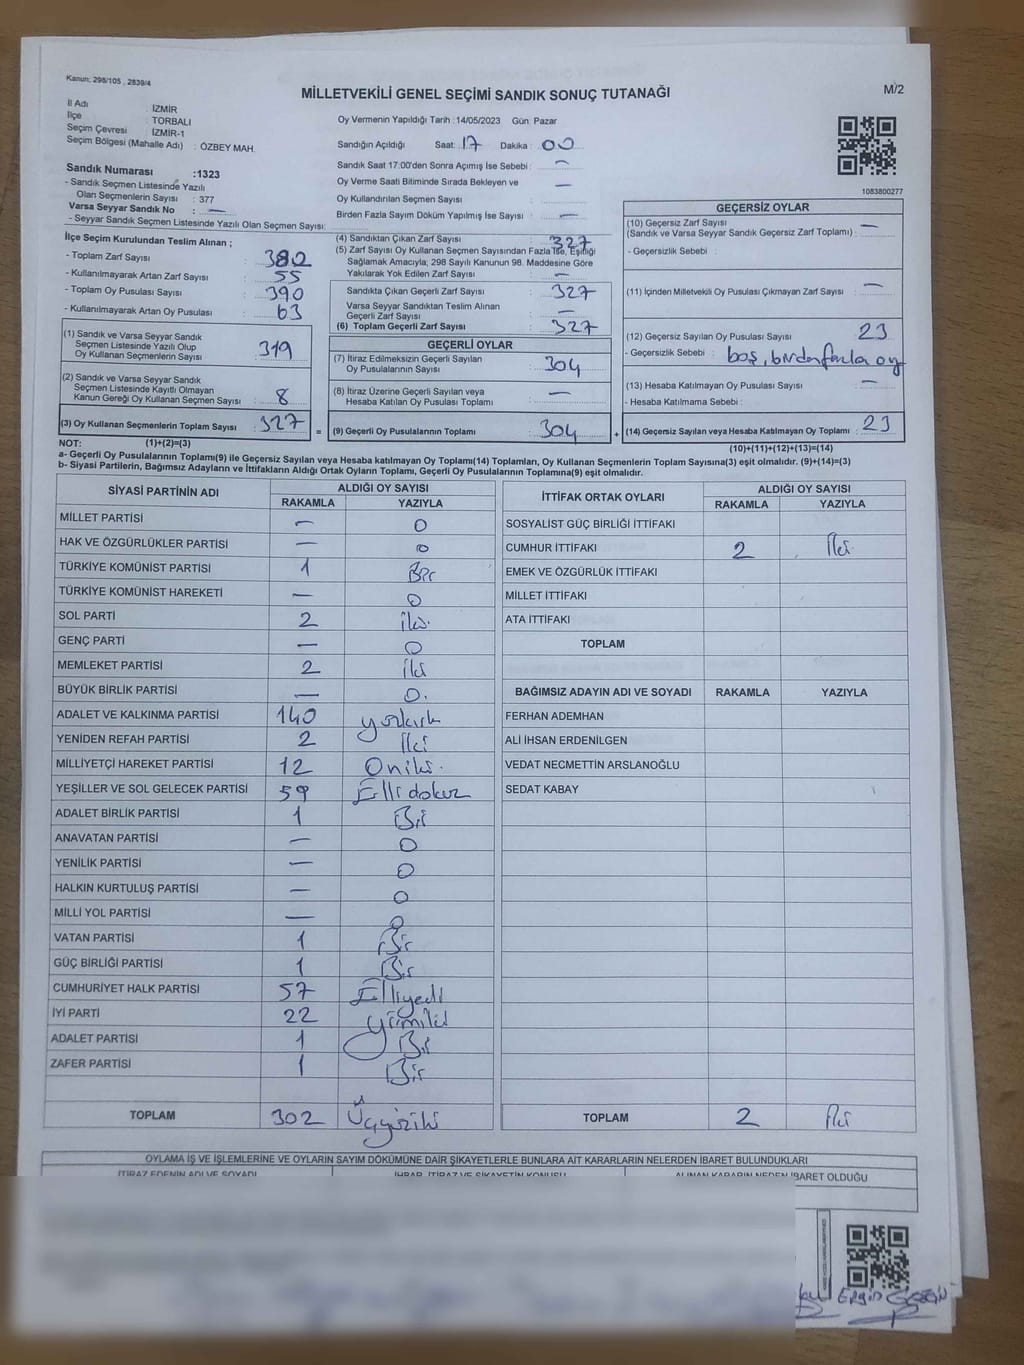 Kanun: 298/105 , 2839/4
MİLLETVEKİLİ GENEL SEÇİMİ SANDIK SONUÇ TUTANAĞI
M/2
İl Adı : İZMİR
İlçe : TORBALI
Seçim Çevresi : İZMİR-1
Seçim Bölgesi (Mahalle Adı) : ÖZBEY MAH.
Oy Vermenin Yapıldığı Tarih :14/05/2023 Gün: Pazar
Sandığın Açıldığı Saat: 17 Dakika : 00
Sandık Saat 17:00'den Sonra Açımış İse Sebebi : —
Oy Verme Saati Bitiminde Sırada Bekleyen ve
Oy Kullandırılan Seçmen Sayısı : —
Birden Fazla Sayım Döküm Yapılmış İse Sayısı : —
1083800277
Sandık Numarası :1323
- Sandık Seçmen Listesinde Yazılı
Olan Seçmenlerin Sayısı : 377
Varsa Seyyar Sandık No : —
- Seyyar Sandık Seçmen Listesinde Yazılı Olan Seçmen Sayısı:
İlçe Seçim Kurulundan Teslim Alınan ;
- Toplam Zarf Sayısı : 382
- Kullanılmayarak Artan Zarf Sayısı : 55
- Toplam Oy Pusulası Sayısı : 390
- Kullanılmayarak Artan Oy Pusulası : 63
(1) Sandık ve Varsa Seyyar Sandık
Seçmen Listesinde Yazılı Olup
Oy Kullanan Seçmenlerin Sayısı : 319
(2) Sandık ve Varsa Seyyar Sandık
Seçmen Listesinde Kayıtlı Olmayan
Kanun Gereği Oy Kullanan Seçmen Sayısı : 8
(3) Oy Kullanan Seçmenlerin Toplam Sayısı : 327
(4) Sandıktan Çıkan Zarf Sayısı : 327
(5) Zarf Sayısı Oy Kullanan Seçmen Sayısından Fazla İse, Eşitliği
Sağlamak Amacıyla; 298 Sayılı Kanunun 98. Maddesine Göre
Yakılarak Yok Edilen Zarf Sayısı : —
Sandıkta Çıkan Geçerli Zarf Sayısı : 327
Varsa Seyyar Sandıktan Teslim Alınan
Geçerli Zarf Sayısı : —
(6) Toplam Geçerli Zarf Sayısı : 327
GEÇERLİ OYLAR
(7) İtiraz Edilmeksizin Geçerli Sayılan
Oy Pusulalarının Sayısı : 304
(8) İtiraz Üzerine Geçerli Sayılan veya
Hesaba Katılan Oy Pusulası Toplamı : —
= (9) Geçerli Oy Pusulalarının Toplamı : 304
GEÇERSİZ OYLAR
(10) Geçersiz Zarf Sayısı
(Sandık ve Varsa Seyyar Sandık Geçersiz Zarf Toplamı) : —
- Geçersizlik Sebebi :
(11) İçinden Milletvekili Oy Pusulası Çıkmayan Zarf Sayısı : —
(12) Geçersiz Sayılan Oy Pusulası Sayısı : 23
- Geçersizlik Sebebi : boş, birden fazla oy
(13) Hesaba Katılmayan Oy Pusulası Sayısı : —
- Hesaba Katılmama Sebebi :
+ (14) Geçersiz Sayılan veya Hesaba Katılmayan Oy Toplamı : 23
NOT: (1)+(2)=(3)
(10)+(11)+(12)+(13)=(14)
a- Geçerli Oy Pusulalarının Toplamı(9) ile Geçersiz Sayılan veya Hesaba katılmayan Oy Toplamı(14) Toplamları, Oy Kullanan Seçmenlerin Toplam Sayısına(3) eşit olmalıdır. (9)+(14)=(3)
b- Siyasi Partilerin, Bağımsız Adayların ve İttifakların Aldığı Ortak Oyların Toplamı, Geçerli Oy Pusulalarının Toplamına(9) eşit olmalıdır.
SİYASİ PARTİNİN ADI
ALDIĞI OY SAYISI
RAKAMLA YAZIYLA
MİLLET PARTİSİ — 0
HAK VE ÖZGÜRLÜKLER PARTİSİ — 0
TÜRKİYE KOMÜNİST PARTİSİ 1 Bir
TÜRKİYE KOMÜNİST HAREKETİ — 0
SOL PARTİ 2 iki.
GENÇ PARTİ — 0
MEMLEKET PARTİSİ 2 iki
BÜYÜK BİRLİK PARTİSİ — 0.
ADALET VE KALKINMA PARTİSİ 140 yüzkırk
YENİDEN REFAH PARTİSİ 2 İki
MİLLİYETÇİ HAREKET PARTİSİ 12 Oniki.
YEŞİLLER VE SOL GELECEK PARTİSİ 59 Ellidokuz
ADALET BİRLİK PARTİSİ 1 Bir
ANAVATAN PARTİSİ — 0
YENİLİK PARTİSİ — 0
HALKIN KURTULUŞ PARTİSİ — 0
MİLLİ YOL PARTİSİ — 0
VATAN PARTİSİ 1 Bir
GÜÇ BİRLİĞİ PARTİSİ 1 Bir
CUMHURİYET HALK PARTİSİ 57 Elliyedi
İYİ PARTİ 22 yirmiiki
ADALET PARTİSİ 1 Bir
ZAFER PARTİSİ 1 Bir
TOPLAM 302 Üçyüziki
İTTİFAK ORTAK OYLARI
ALDIĞI OY SAYISI
RAKAMLA YAZIYLA
SOSYALİST GÜÇ BİRLİĞİ İTTİFAKI
CUMHUR İTTİFAKI 2 İki.
EMEK VE ÖZGÜRLÜK İTTİFAKI
MİLLET İTTİFAKI
ATA İTTİFAKI
TOPLAM
BAĞIMSIZ ADAYIN ADI VE SOYADI RAKAMLA YAZIYLA
FERHAN ADEMHAN
ALİ İHSAN ERDENİLGEN
VEDAT NECMETTİN ARSLANOĞLU
SEDAT KABAY
TOPLAM 2 İki
OYLAMA İŞ VE İŞLEMLERİNE VE OYLARIN SAYIM DÖKÜMÜNE DAİR ŞİKAYETLERLE BUNLARA AİT KARARLARIN NELERDEN İBARET BULUNDUKLARI
İTİRAZ EDENİN ADI VE SOYADI İHBAR, İTİRAZ VE ŞİKAYETİN KONUSU ALINAN KARARIN NEDEN İBARET OLDUĞU